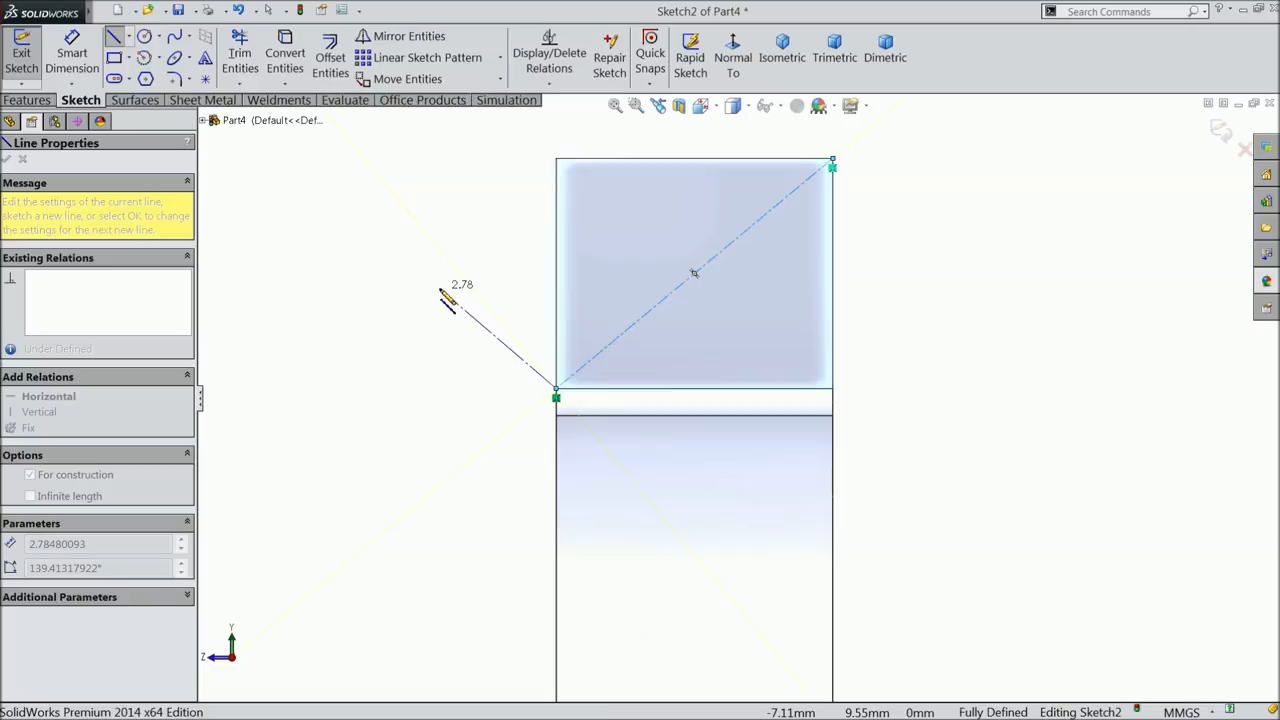 SOLIDWORKS
Sketch2 of Part4 *
Search Commands
Exit
Sketch
Smart
Dimension
Trim
Entities
Convert
Entities
Offset
Entities
Mirror Entities
Linear Sketch Pattern
Move Entities
Display/Delete
Relations
Repair
Sketch
Quick
Snaps
Rapid
Sketch
Normal
To
Isometric
Trimetric
Dimetric
Features
Sketch
Surfaces
Sheet Metal
Weldments
Evaluate
Office Products
Simulation
Part4 (Default<<Def...
Line Properties
?
Message
Edit the settings of the current line,
sketch a new line, or select OK to change
the settings for the next new line.
Existing Relations
Under Defined
Add Relations
Horizontal
Vertical
Fix
Options
For construction
Infinite length
Parameters
2.78480093
139.41317922°
Additional Parameters
2.78
Y
Z
SolidWorks Premium 2014 x64 Edition
-7.11mm
9.55mm
0mm
Fully Defined
Editing Sketch2
MMGS